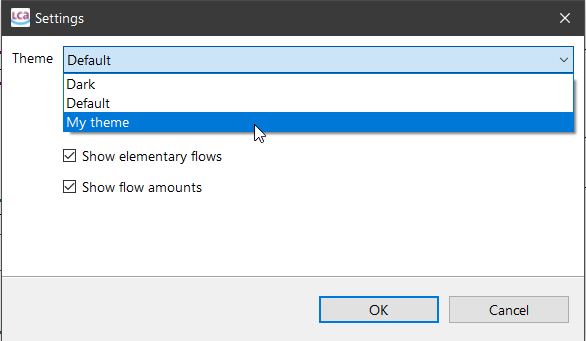 LCA Settings
Theme Default
Dark
Default
My theme
Show elementary flows
Show flow amounts
OK Cancel